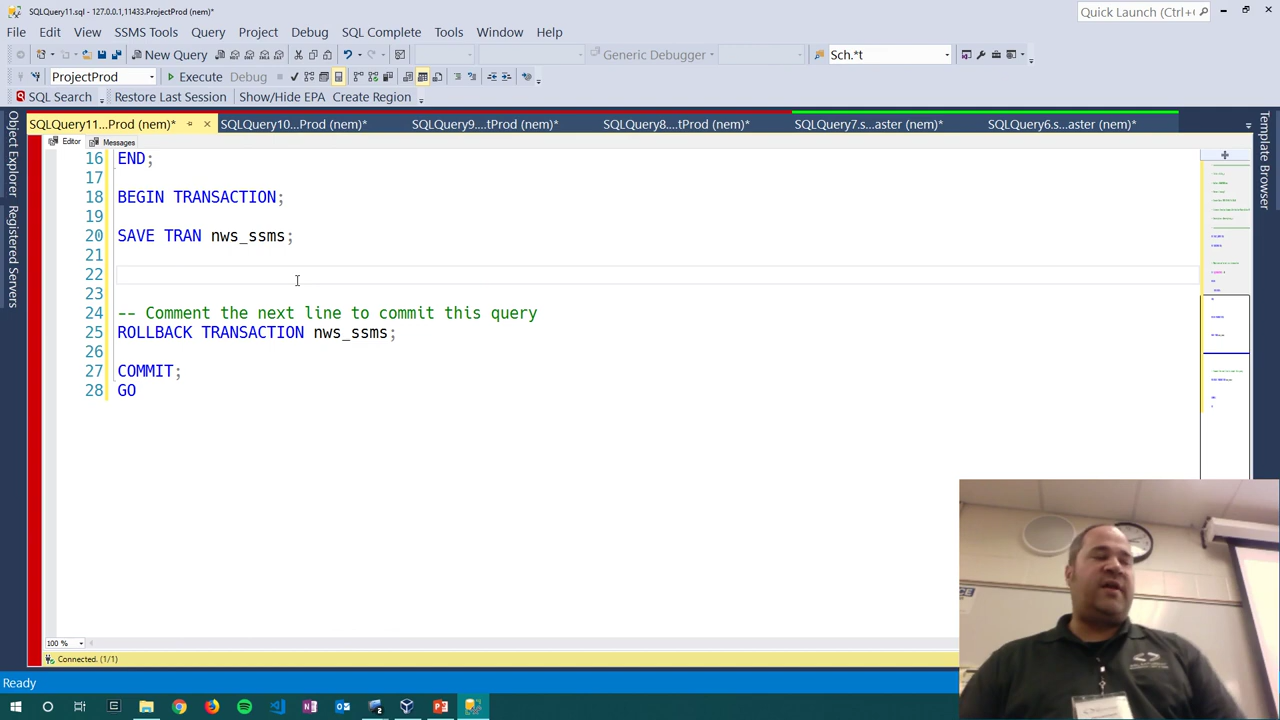 SQLQuery11.sql - 127.0.0.1,11433.ProjectProd (nem)*
Quick Launch (Ctrl+
File Edit View SSMS Tools Query Project Debug SQL Complete Tools Window Help
New Query
Generic Debugger
Sch.*t
ProjectProd
Execute Debug
SQL Search Restore Last Session Show/Hide EPA Create Region
SQLQuery11...Prod (nem)* SQLQuery10...Prod (nem)* SQLQuery9....tProd (nem)* SQLQuery8....tProd (nem)* SQLQuery7.s...aster (nem)* SQLQuery6.s...aster (nem)*
Editor Messages
Object Explorer
Registered Servers
Template Browser
16 END;
17
18 BEGIN TRANSACTION;
19
20 SAVE TRAN nws_ssms;
21
22
23
24 -- Comment the next line to commit this query
25 ROLLBACK TRANSACTION nws_ssms;
26
27 COMMIT;
28 GO
100 %
Connected. (1/1)
Ready